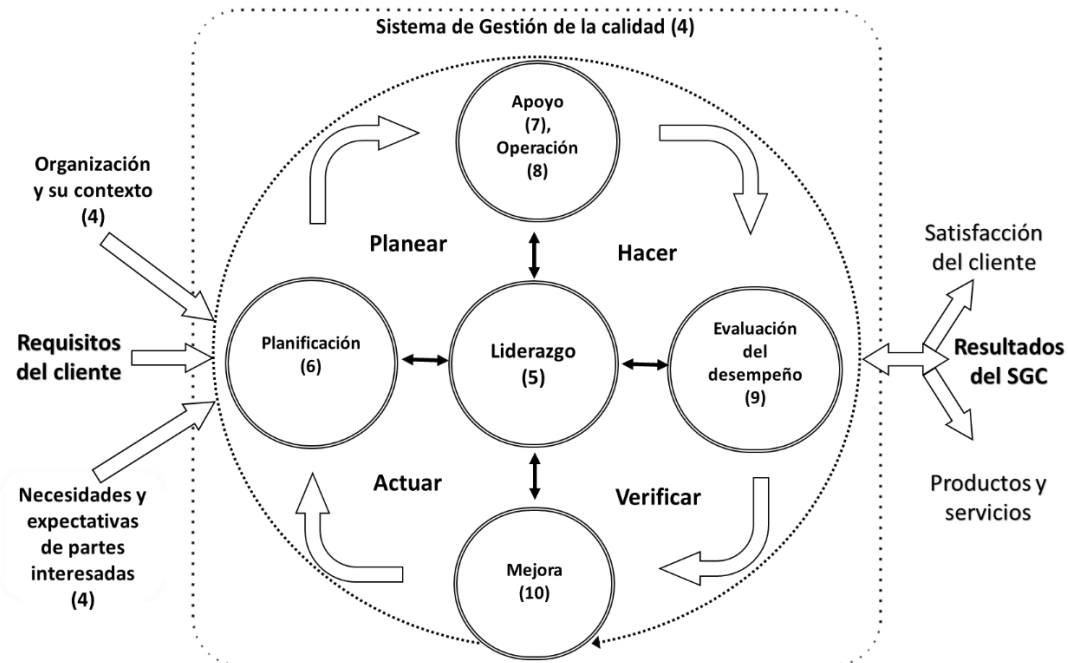 Sistema de Gestión de la calidad (4)
Apoyo
(7),
Operación
(8)
Organización
y su contexto
(4)
Planear
Hacer
Satisfacción
del cliente
Requisitos
del cliente
Planificación
(6)
Liderazgo
(5)
Evaluación
del
desempeño
(9)
Resultados
del SGC
Actuar
Verificar
Necesidades y
expectativas
de partes
interesadas
(4)
Productos y
servicios
Mejora
(10)